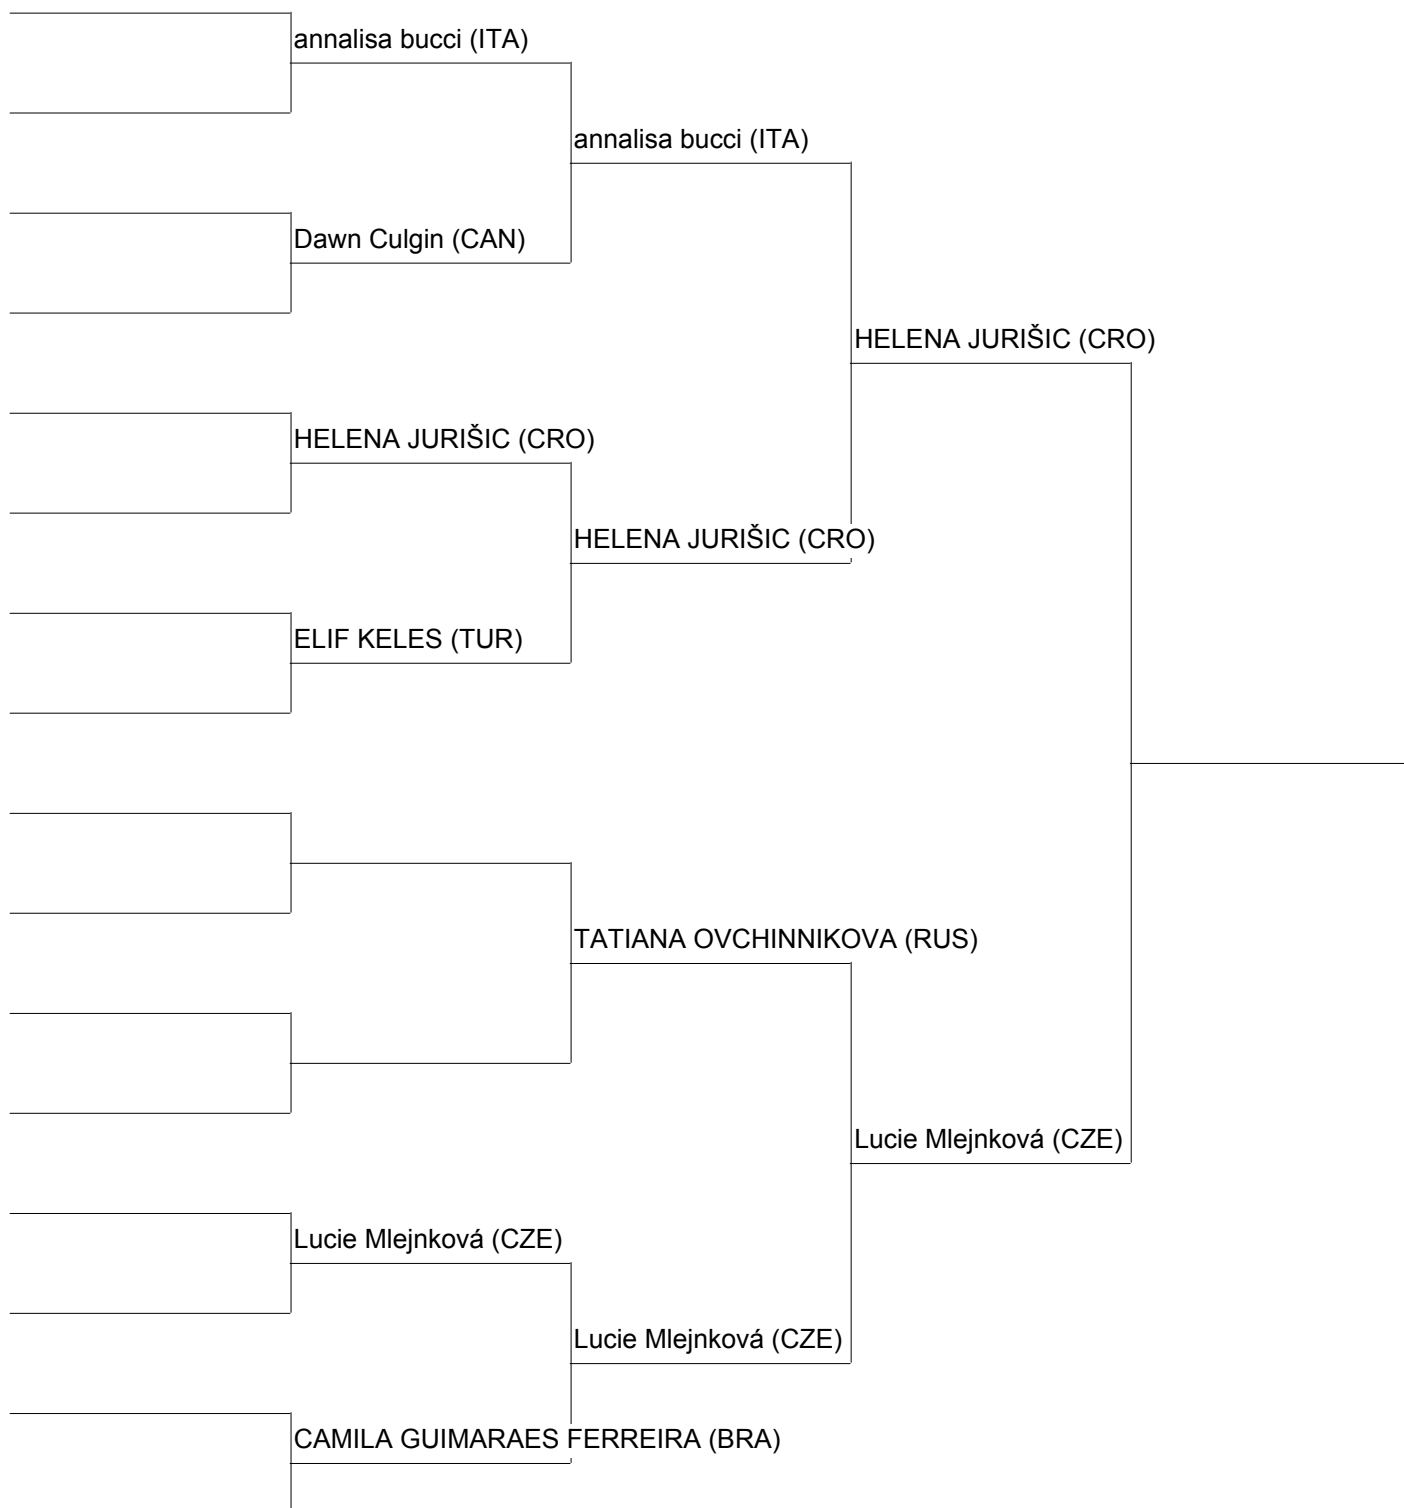 annalisa bucci (ITA)
annalisa bucci (ITA)
Dawn Culgin (CAN)
HELENA JURIŠIC (CRO)
HELENA JURIŠIC (CRO)
HELENA JURIŠIC (CRO)
ELIF KELES (TUR)
TATIANA OVCHINNIKOVA (RUS)
Lucie Mlejnková (CZE)
Lucie Mlejnková (CZE)
Lucie Mlejnková (CZE)
CAMILA GUIMARAES FERREIRA (BRA)